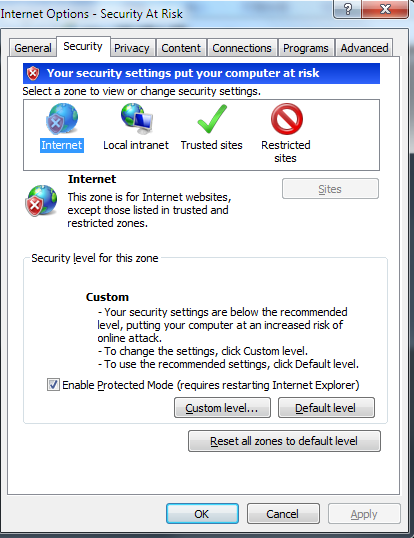 Internet Options - Security At Risk
General Security Privacy Content Connections Programs Advanced
Your security settings put your computer at risk
Select a zone to view or change security settings.
Internet Local intranet Trusted sites Restricted
sites
Internet
Sites
This zone is for Internet websites,
except those listed in trusted and
restricted zones.
Security level for this zone
Custom
- Your security settings are below the recommended
level, putting your computer at an increased risk of
online attack.
- To change the settings, click Custom level.
- To use the recommended settings, click Default level.
Enable Protected Mode (requires restarting Internet Explorer)
Custom level... Default level
Reset all zones to default level
OK Cancel Apply